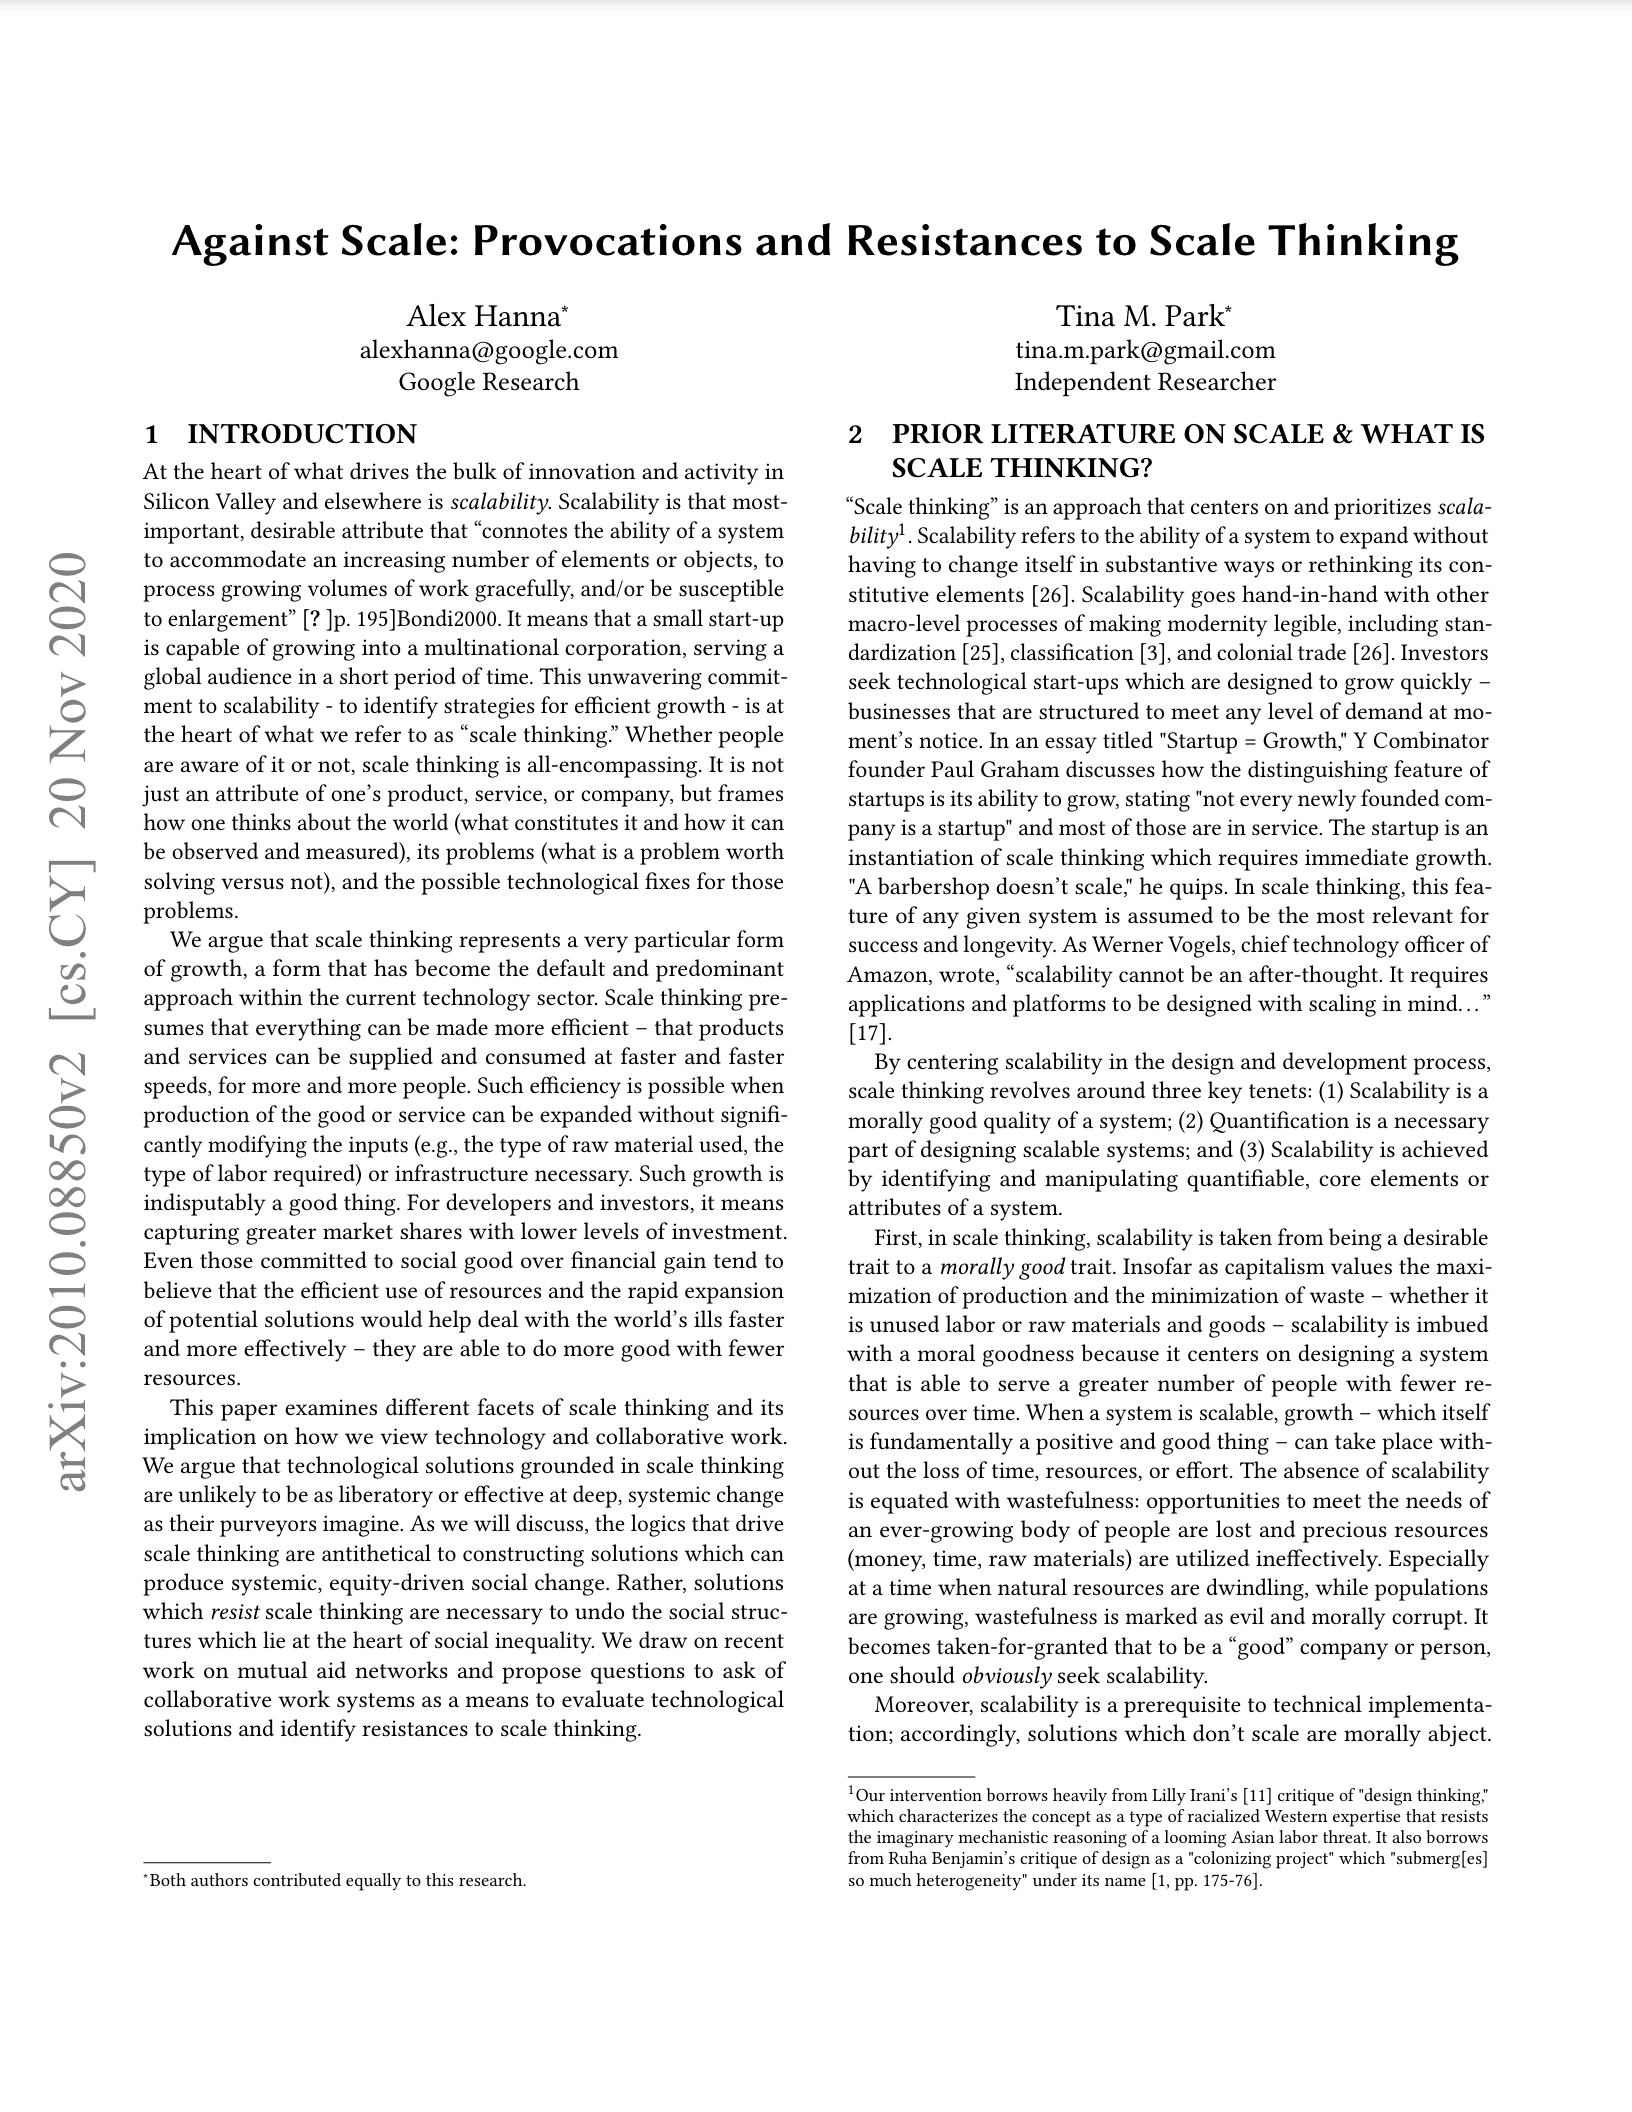 Against Scale: Provocations and Resistances to Scale Thinking
Alex Hanna*
alexhanna@google.com
Google Research
Tina M. Park*
tina.m.park@gmail.com
Independent Researcher
1 INTRODUCTION
At the heart of what drives the bulk of innovation and activity in
Silicon Valley and elsewhere is scalability. Scalability is that most-
important, desirable attribute that “connotes the ability of a system
to accommodate an increasing number of elements or objects, to
process growing volumes of work gracefully, and/or be susceptible
to enlargement” [? ]p. 195]Bondi2000. It means that a small start-up
is capable of growing into a multinational corporation, serving a
global audience in a short period of time. This unwavering commit-
ment to scalability - to identify strategies for efficient growth - is at
the heart of what we refer to as “scale thinking.” Whether people
are aware of it or not, scale thinking is all-encompassing. It is not
just an attribute of one’s product, service, or company, but frames
how one thinks about the world (what constitutes it and how it can
be observed and measured), its problems (what is a problem worth
solving versus not), and the possible technological fixes for those
problems.
We argue that scale thinking represents a very particular form
of growth, a form that has become the default and predominant
approach within the current technology sector. Scale thinking pre-
sumes that everything can be made more efficient – that products
and services can be supplied and consumed at faster and faster
speeds, for more and more people. Such efficiency is possible when
production of the good or service can be expanded without signifi-
cantly modifying the inputs (e.g., the type of raw material used, the
type of labor required) or infrastructure necessary. Such growth is
indisputably a good thing. For developers and investors, it means
capturing greater market shares with lower levels of investment.
Even those committed to social good over financial gain tend to
believe that the efficient use of resources and the rapid expansion
of potential solutions would help deal with the world’s ills faster
and more effectively – they are able to do more good with fewer
resources.
This paper examines different facets of scale thinking and its
implication on how we view technology and collaborative work.
We argue that technological solutions grounded in scale thinking
are unlikely to be as liberatory or effective at deep, systemic change
as their purveyors imagine. As we will discuss, the logics that drive
scale thinking are antithetical to constructing solutions which can
produce systemic, equity-driven social change. Rather, solutions
which resist scale thinking are necessary to undo the social struc-
tures which lie at the heart of social inequality. We draw on recent
work on mutual aid networks and propose questions to ask of
collaborative work systems as a means to evaluate technological
solutions and identify resistances to scale thinking.
*Both authors contributed equally to this research.
2 PRIOR LITERATURE ON SCALE & WHAT IS
SCALE THINKING?
“Scale thinking” is an approach that centers on and prioritizes scala-
bility1. Scalability refers to the ability of a system to expand without
having to change itself in substantive ways or rethinking its con-
stitutive elements [26]. Scalability goes hand-in-hand with other
macro-level processes of making modernity legible, including stan-
dardization [25], classification [3], and colonial trade [26]. Investors
seek technological start-ups which are designed to grow quickly –
businesses that are structured to meet any level of demand at mo-
ment’s notice. In an essay titled "Startup = Growth," Y Combinator
founder Paul Graham discusses how the distinguishing feature of
startups is its ability to grow, stating "not every newly founded com-
pany is a startup" and most of those are in service. The startup is an
instantiation of scale thinking which requires immediate growth.
"A barbershop doesn’t scale," he quips. In scale thinking, this fea-
ture of any given system is assumed to be the most relevant for
success and longevity. As Werner Vogels, chief technology officer of
Amazon, wrote, “scalability cannot be an after-thought. It requires
applications and platforms to be designed with scaling in mind…”
[17].
By centering scalability in the design and development process,
scale thinking revolves around three key tenets: (1) Scalability is a
morally good quality of a system; (2) Quantification is a necessary
part of designing scalable systems; and (3) Scalability is achieved
by identifying and manipulating quantifiable, core elements or
attributes of a system.
First, in scale thinking, scalability is taken from being a desirable
trait to a morally good trait. Insofar as capitalism values the maxi-
mization of production and the minimization of waste – whether it
is unused labor or raw materials and goods – scalability is imbued
with a moral goodness because it centers on designing a system
that is able to serve a greater number of people with fewer re-
sources over time. When a system is scalable, growth – which itself
is fundamentally a positive and good thing – can take place with-
out the loss of time, resources, or effort. The absence of scalability
is equated with wastefulness: opportunities to meet the needs of
an ever-growing body of people are lost and precious resources
(money, time, raw materials) are utilized ineffectively. Especially
at a time when natural resources are dwindling, while populations
are growing, wastefulness is marked as evil and morally corrupt. It
becomes taken-for-granted that to be a “good” company or person,
one should obviously seek scalability.
Moreover, scalability is a prerequisite to technical implementa-
tion; accordingly, solutions which don’t scale are morally abject.
1Our intervention borrows heavily from Lilly Irani’s [11] critique of "design thinking,"
which characterizes the concept as a type of racialized Western expertise that resists
the imaginary mechanistic reasoning of a looming Asian labor threat. It also borrows
from Ruha Benjamin’s critique of design as a "colonizing project" which "submerg[es]
so much heterogeneity" under its name [1, pp. 175-76].
arXiv:2010.08850v2 [cs.CY] 20 Nov 2020